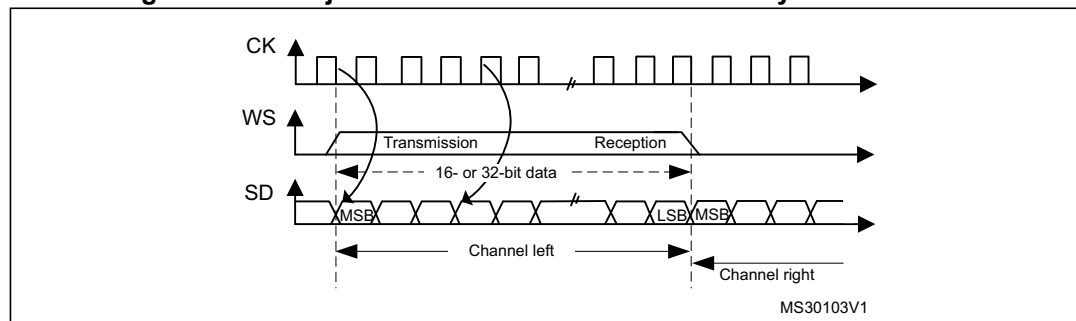 CK
WS
Transmission Reception
16- or 32-bit data
SD
MSB LSB MSB
Channel left
Channel right
MS30103V1